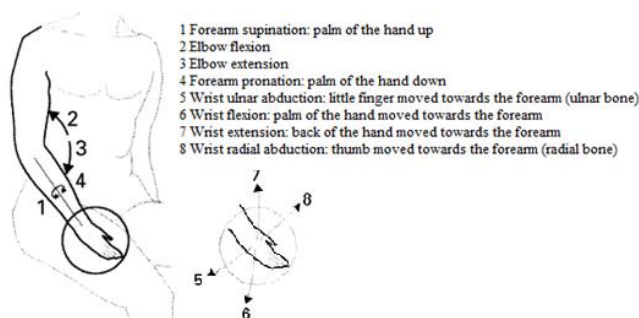 1 Forearm supination: palm of the hand up
2 Elbow flexion
3 Elbow extension
4 Forearm pronation: palm of the hand down
5 Wrist ulnar abduction: little finger moved towards the forearm (ulnar bone)
6 Wrist flexion: palm of the hand moved towards the forearm
7 Wrist extension: back of the hand moved towards the forearm
8 Wrist radial abduction: thumb moved towards the forearm (radial bone)
2
3
4
1
7
8
5
6